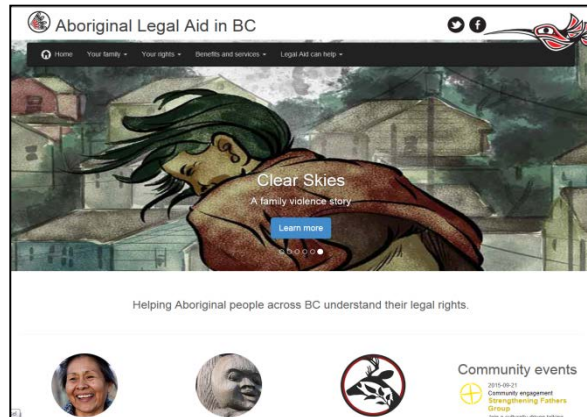 Aboriginal Legal Aid in BC
Home Your family Your rights Benefits and services Legal Aid can help
Clear Skies
A family violence story
Learn more
Helping Aboriginal people across BC understand their legal rights.
Community events
2015-09-21
Community engagement
Strengthening Fathers
Group